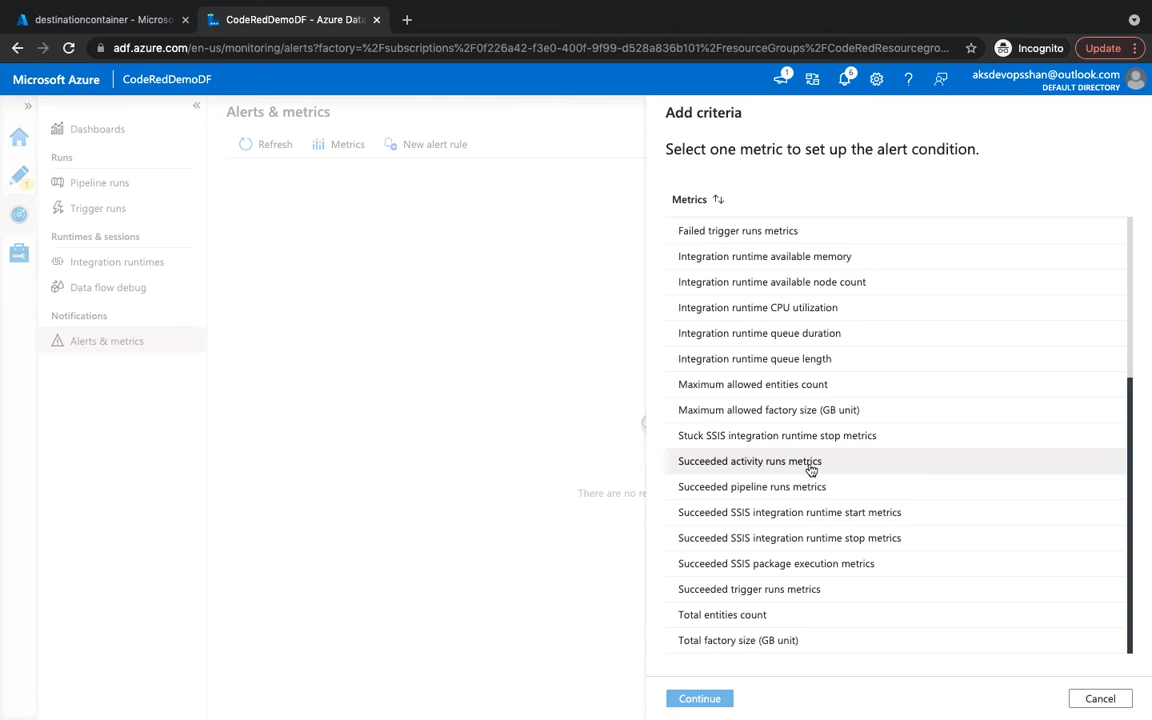 destinationcontainer - Microso
CodeRedDemoDF - Azure Data
adf.azure.com/en-us/monitoring/alerts?factory=%2Fsubscriptions%2F0f226a42-f3e0-400f-9f99-d528a836b101%2FresourceGroups%2FCodeRedResourcegro...
Incognito
Update
Microsoft Azure
CodeRedDemoDF
1
6
aksdevopsshan@outlook.com
DEFAULT DIRECTORY
Dashboards
Runs
Pipeline runs
Trigger runs
Runtimes & sessions
Integration runtimes
Data flow debug
Notifications
Alerts & metrics
1
Alerts & metrics
Refresh
Metrics
New alert rule
There are no re
Add criteria
Select one metric to set up the alert condition.
Metrics
Failed trigger runs metrics
Integration runtime available memory
Integration runtime available node count
Integration runtime CPU utilization
Integration runtime queue duration
Integration runtime queue length
Maximum allowed entities count
Maximum allowed factory size (GB unit)
Stuck SSIS integration runtime stop metrics
Succeeded activity runs metrics
Succeeded pipeline runs metrics
Succeeded SSIS integration runtime start metrics
Succeeded SSIS integration runtime stop metrics
Succeeded SSIS package execution metrics
Succeeded trigger runs metrics
Total entities count
Total factory size (GB unit)
Continue
Cancel